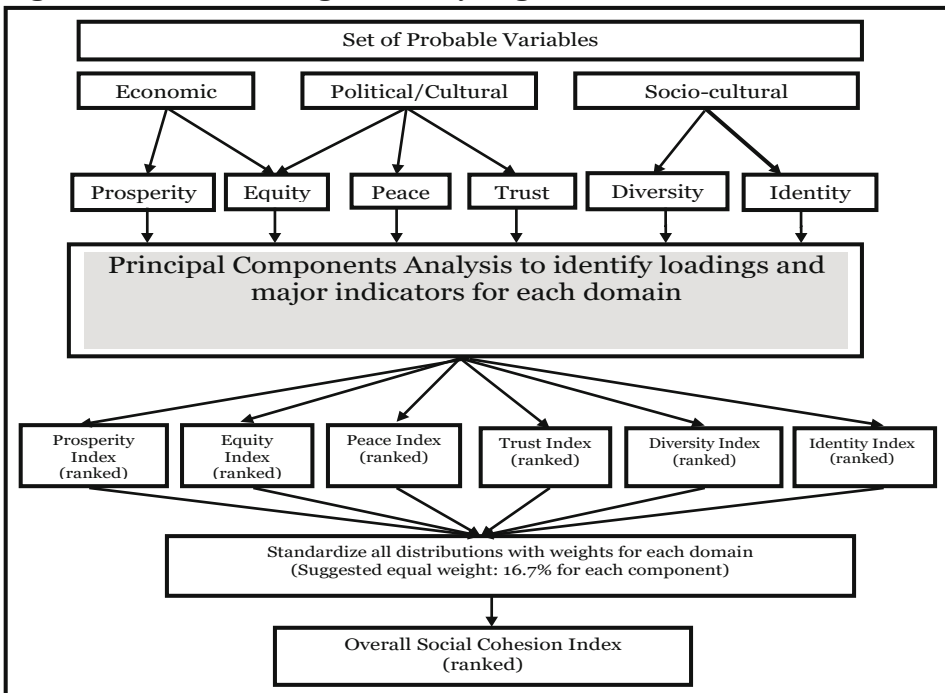 Set of Probable Variables
Economic
Political/Cultural
Socio-cultural
Prosperity
Equity
Peace
Trust
Diversity
Identity
Principal Components Analysis to identify loadings and
major indicators for each domain
Prosperity
Index
(ranked)
Equity
Index
(ranked)
Peace Index
(ranked)
Trust Index
(ranked)
Diversity Index
(ranked)
Identity Index
(ranked)
Standardize all distributions with weights for each domain
(Suggested equal weight: 16.7% for each component)
Overall Social Cohesion Index
(ranked)